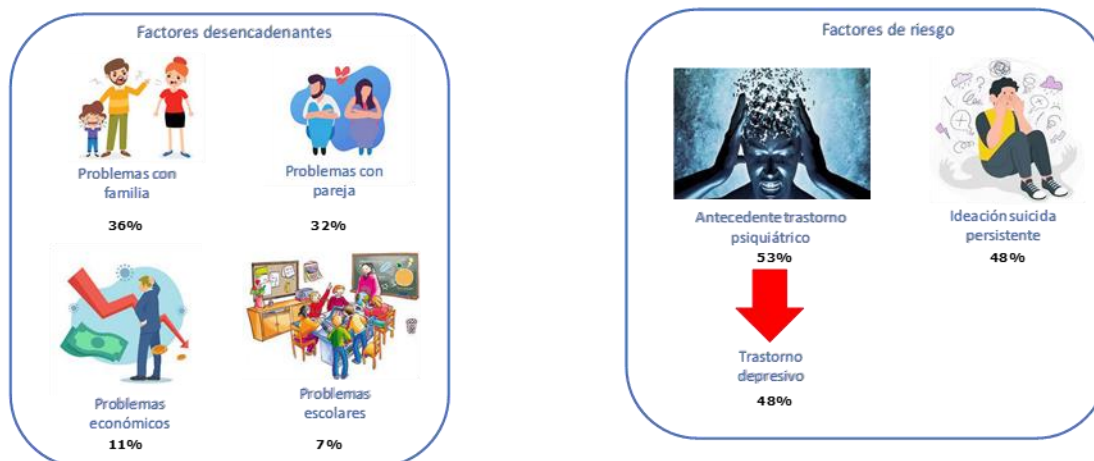 Factores desencadenantes
Problemas con
familia
36%
Problemas con
pareja
32%
Problemas
económicos
11%
Problemas
escolares
7%
Factores de riesgo
Antecedente trastorno
psiquiátrico
53%
Ideación suicida
persistente
48%
Trastorno
depresivo
48%